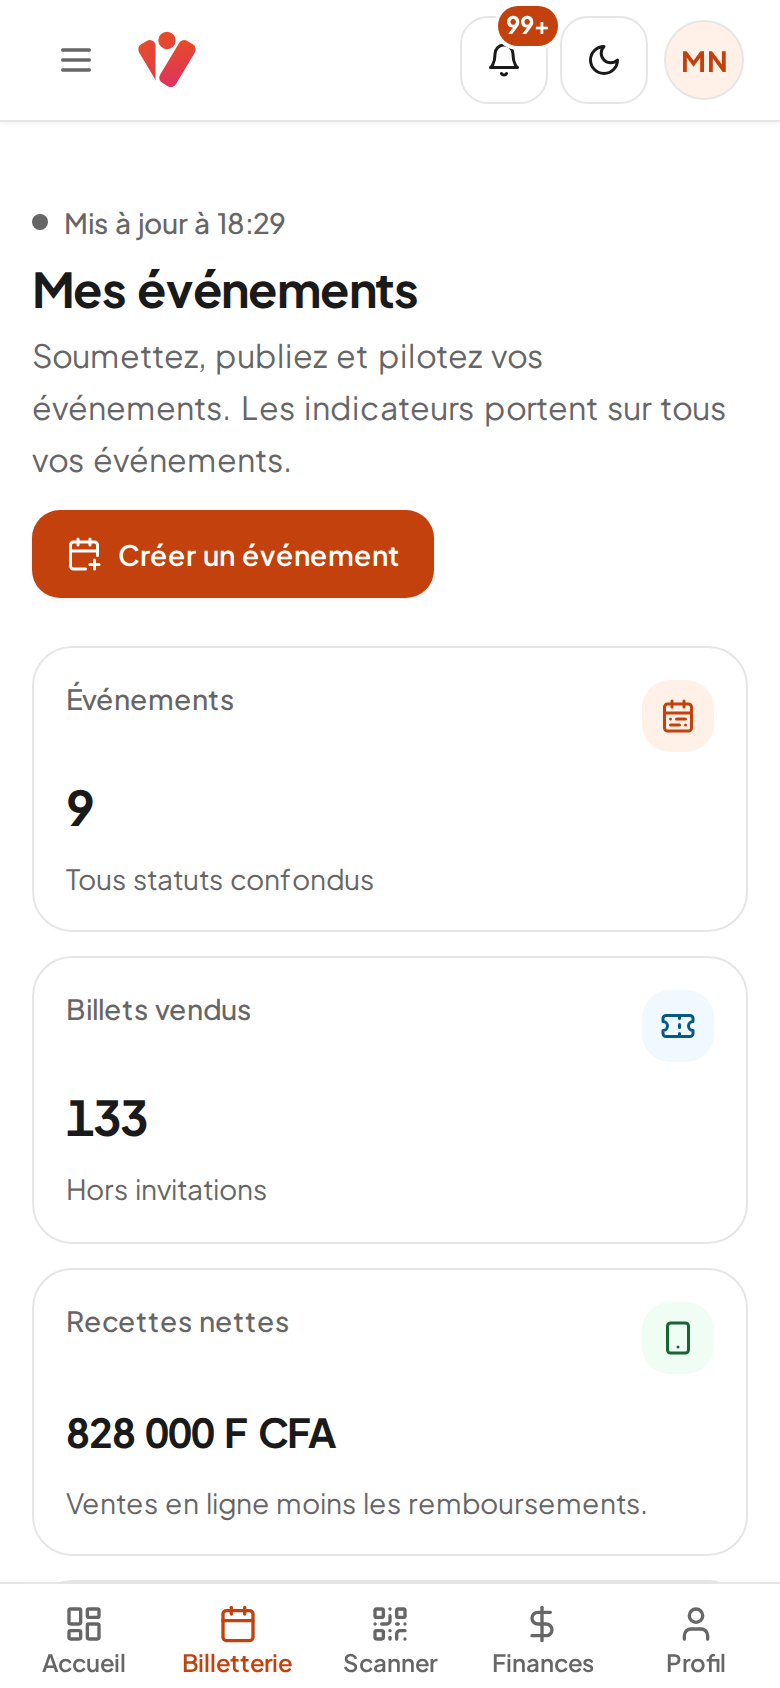 99+
MN
Mis à jour à 18:29
Mes événements
Soumettez, publiez et pilotez vos
événements. Les indicateurs portent sur tous
vos événements.
Créer un événement
Événements
9
Tous statuts confondus
Billets vendus
133
Hors invitations
Recettes nettes
828 000 F CFA
Ventes en ligne moins les remboursements.
Accueil
Billetterie
Scanner
Finances
Profil